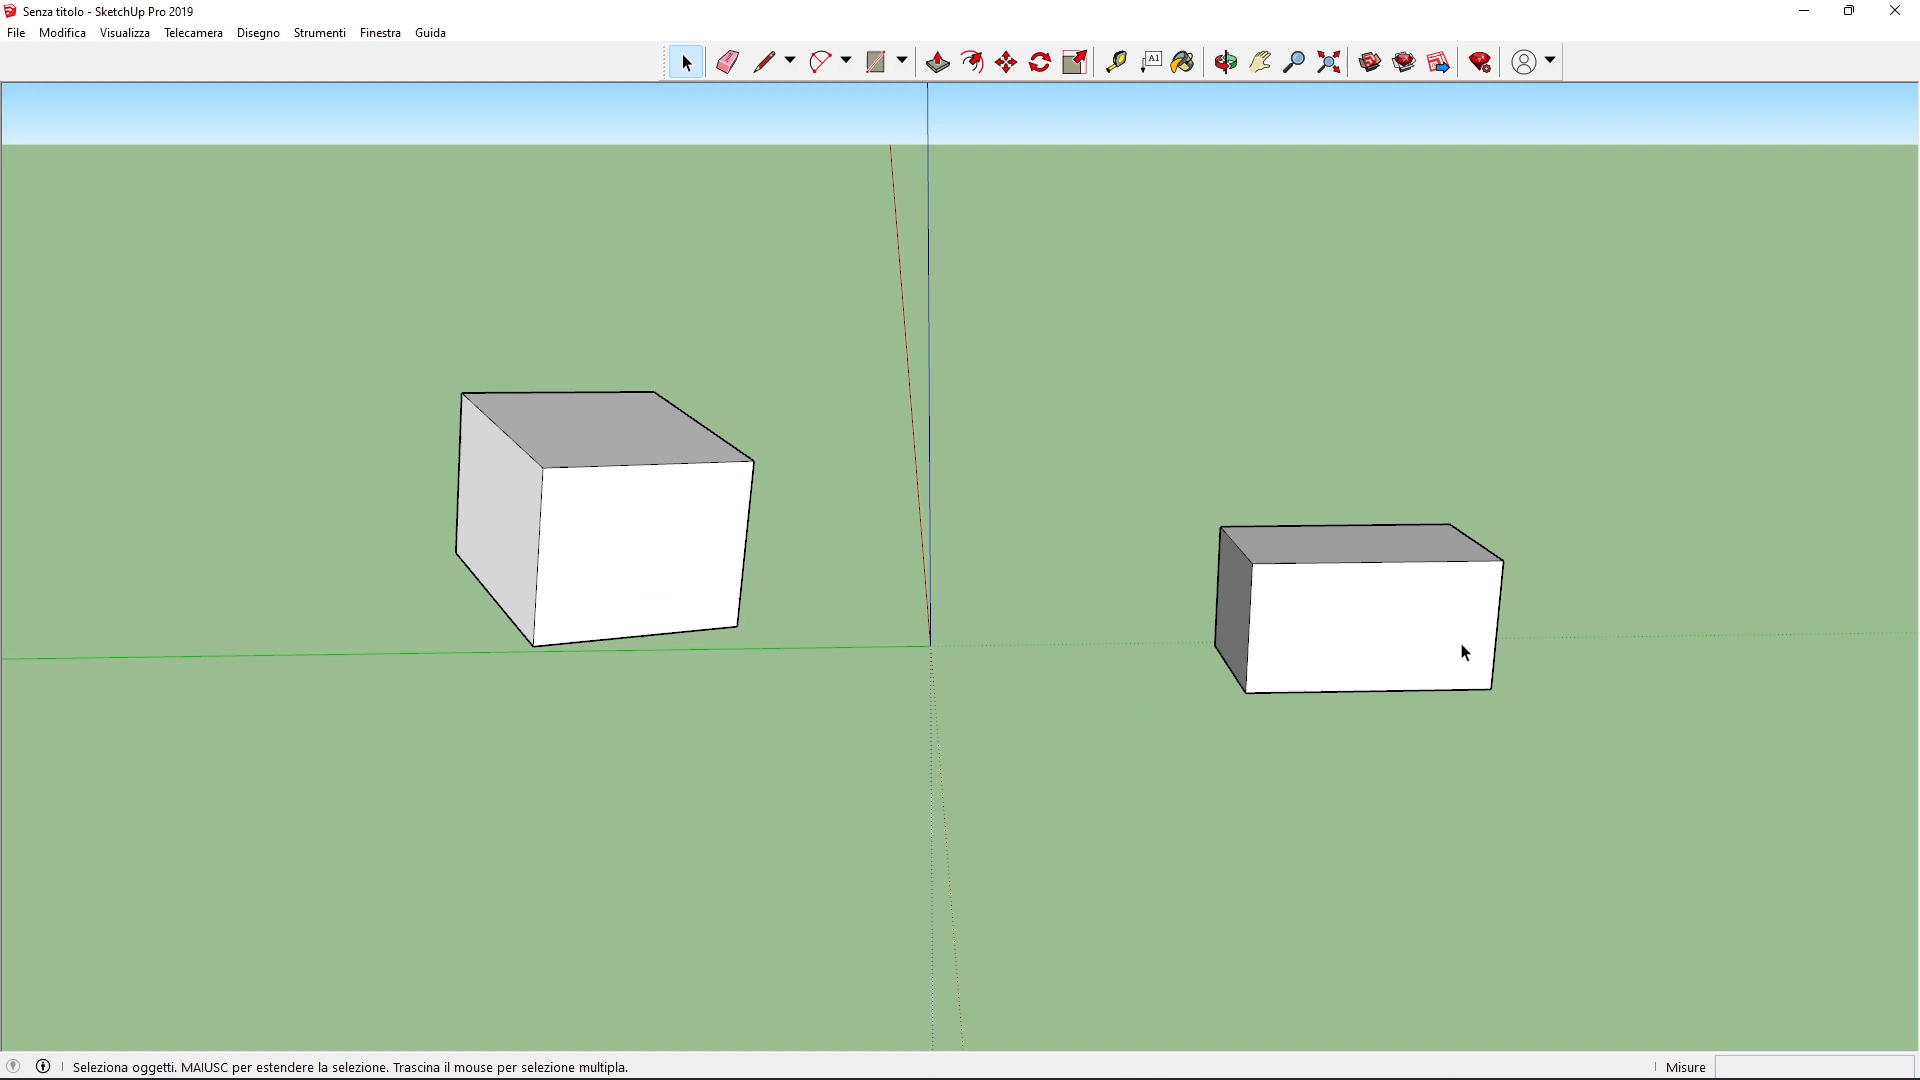 Senza titolo - SketchUp Pro 2019
File Modifica Visualizza Telecamera Disegno Strumenti Finestra Guida
A1
Seleziona oggetti. MAIUSC per estendere la selezione. Trascina il mouse per selezione multipla.
Misure